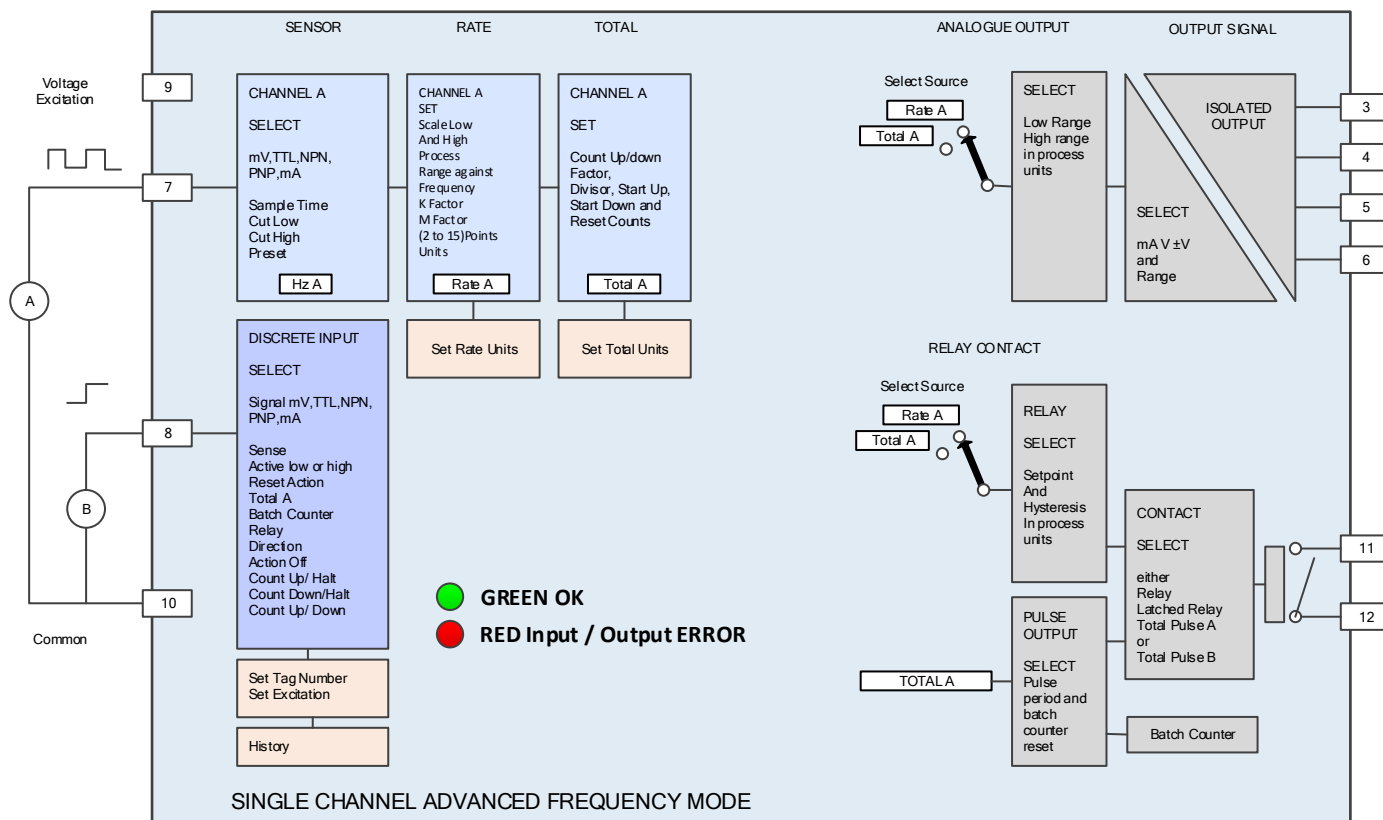 SENSOR
RATE
TOTAL
ANALOGUE OUTPUT
OUTPUT SIGNAL
Voltage
Excitation
9
7
8
10
A
B
Common
CHANNEL A
SELECT
mV,TTL,NPN,
PNP,mA
Sample Time
Cut Low
Cut High
Preset
Hz A
CHANNEL A
SET
Scale Low
And High
Process
Range against
Frequency
K Factor
M Factor
(2 to 15)Points
Units
Rate A
CHANNEL A
SET
Count Up/down
Factor,
Divisor, Start Up,
Start Down and
Reset Counts
Total A
Set Rate Units
Set Total Units
DISCRETE INPUT
SELECT
Signal mV,TTL,NPN,
PNP,mA
Sense
Active low or high
Reset Action
Total A
Batch Counter
Relay
Direction
Action Off
Count Up/ Halt
Count Down/Halt
Count Up/ Down
Set Tag Number
Set Excitation
History
GREEN OK
RED Input / Output ERROR
Select Source
Rate A
Total A
SELECT
Low Range
High range
in process
units
SELECT
mA V ±V
and
Range
ISOLATED
OUTPUT
3
4
5
6
RELAY CONTACT
Select Source
Rate A
Total A
RELAY
SELECT
Setpoint
And
Hysteresis
In process
units
CONTACT
SELECT
either
Relay
Latched Relay
Total Pulse A
or
Total Pulse B
11
12
TOTAL A
PULSE
OUTPUT
SELECT
Pulse
period and
batch
counter
reset
Batch Counter
SINGLE CHANNEL ADVANCED FREQUENCY MODE